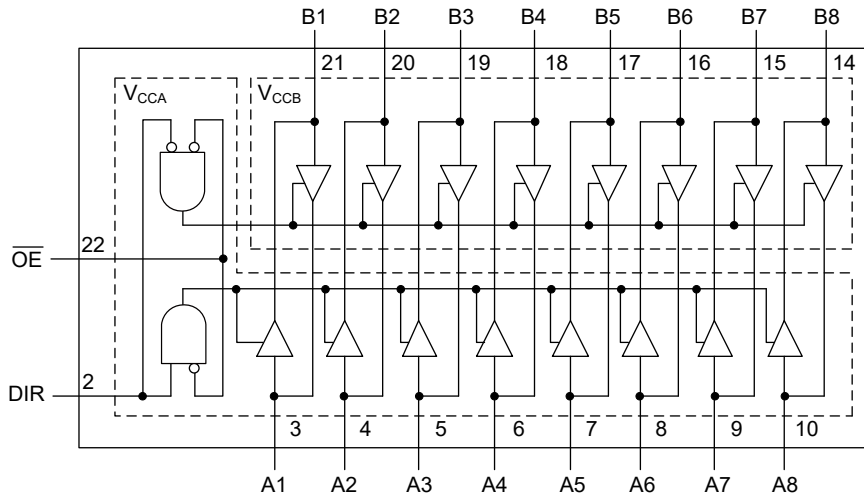 B1 B2 B3 B4 B5 B6 B7 B8
21 20 19 18 17 16 15 14
VCCA VCCB
22
OE
2
DIR
3 4 5 6 7 8 9 10
A1 A2 A3 A4 A5 A6 A7 A8